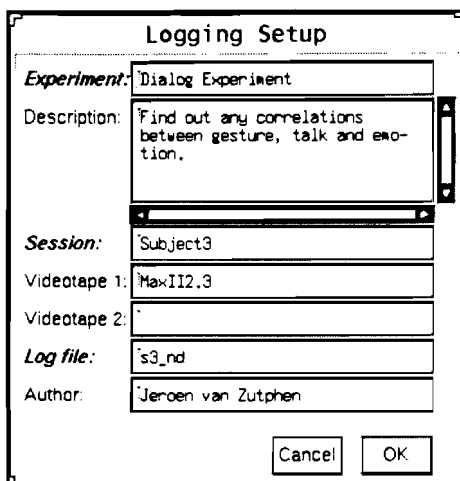 Logging Setup
Experiment: Dialog Experiment
Description: Find out any correlations
between gesture, talk and emo-
tion.
Session: Subject3
Videotape 1: MaxII2.3
Videotape 2:
Log file: s3_nd
Author: Jeroen van Zutphen
Cancel OK